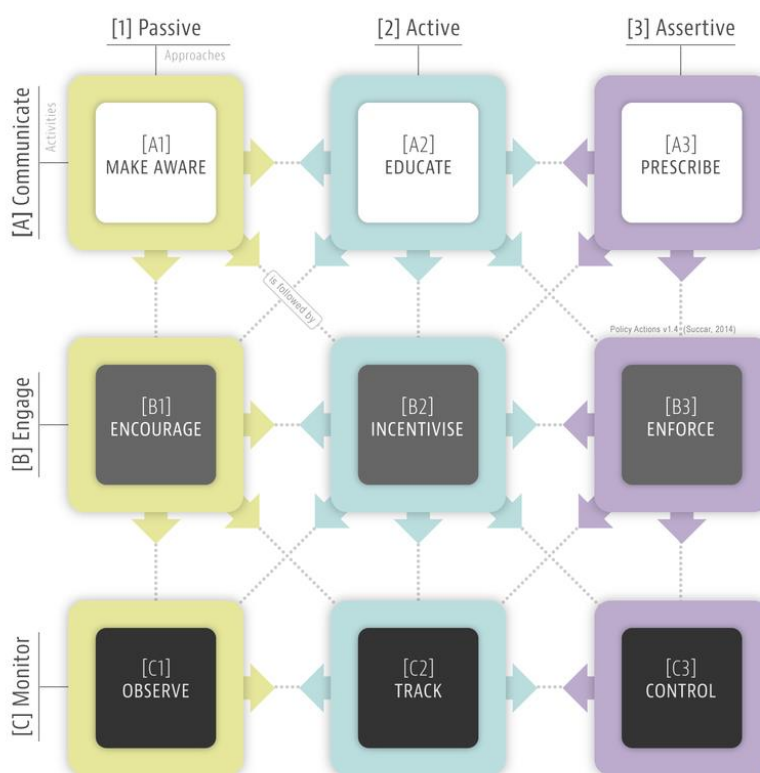 [1] Passive
[2] Active
[3] Assertive
Approaches
[A] Communicate
Activities
[A1]
MAKE AWARE
[A2]
EDUCATE
[A3]
PRESCRIBE
is followed by
Policy Actions v1.4 (Succar, 2014)
[B] Engage
[B1]
ENCOURAGE
[B2]
INCENTIVISE
[B3]
ENFORCE
[C] Monitor
[C1]
OBSERVE
[C2]
TRACK
[C3]
CONTROL